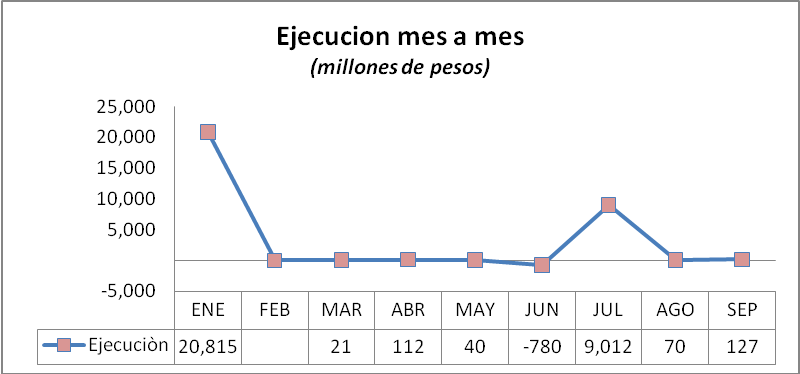 Ejecucion mes a mes
(millones de pesos)
25,000
20,000
15,000
10,000
5,000
-5,000
ENE FEB MAR ABR MAY JUN JUL AGO SEP
Ejecuciòn 20,815 21 112 40 -780 9,012 70 127